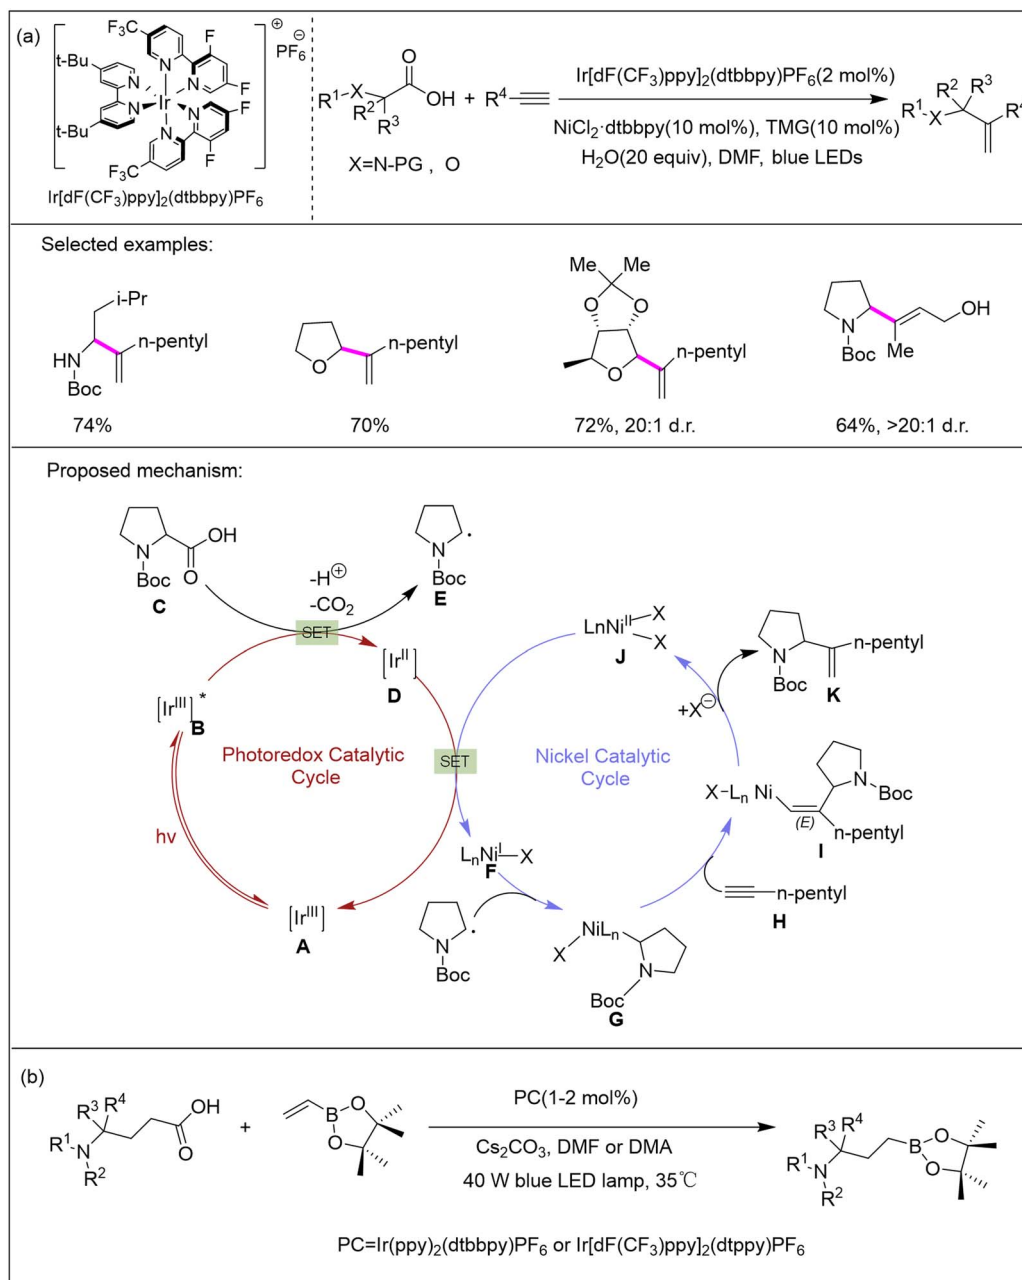 (a)
F3C
F
⊕
PF6⊖
t-Bu
N
N
N
Ir
F
F
N
N
N
t-Bu
F3C
F
Ir[dF(CF3)ppy]2(dtbbpy)PF6
R1 X R2 R3 O OH + R4
X=N-PG , O
Ir[dF(CF3)ppy]2(dtbbpy)PF6(2 mol%)
NiCl2·dtbbpy(10 mol%), TMG(10 mol%)
H2O(20 equiv), DMF, blue LEDs
R1 X R2 R3 R4
Selected examples:
i-Pr
n-pentyl
HN
Boc
74%
O
n-pentyl
70%
Me Me
O O
O
n-pentyl
72%, 20:1 d.r.
N
Boc
Me
OH
64%, >20:1 d.r.
Proposed mechanism:
N
Boc
OH
O
C
-H⊕
-CO2
SET
N
Boc
E
[IrII]
D
[IrIII]*
B
Photoredox Catalytic
Cycle
hv
[IrIII]
A
SET
Nickel Catalytic
Cycle
LnNiII X
X
J
+X⊖
N
Boc
n-pentyl
K
X-Ln Ni
(E)
N
Boc
n-pentyl
I
LnNiI X
F
N
Boc
X NiLn
N
Boc
G
n-pentyl
H
(b)
R3 R4
OH
O
R1 N
R2
+
B O
O
PC(1-2 mol%)
Cs2CO3, DMF or DMA
40 W blue LED lamp, 35℃
R3 R4
R1 N
R2
B O
O
PC=Ir(ppy)2(dtbbpy)PF6 or Ir[dF(CF3)ppy]2(dtppy)PF6